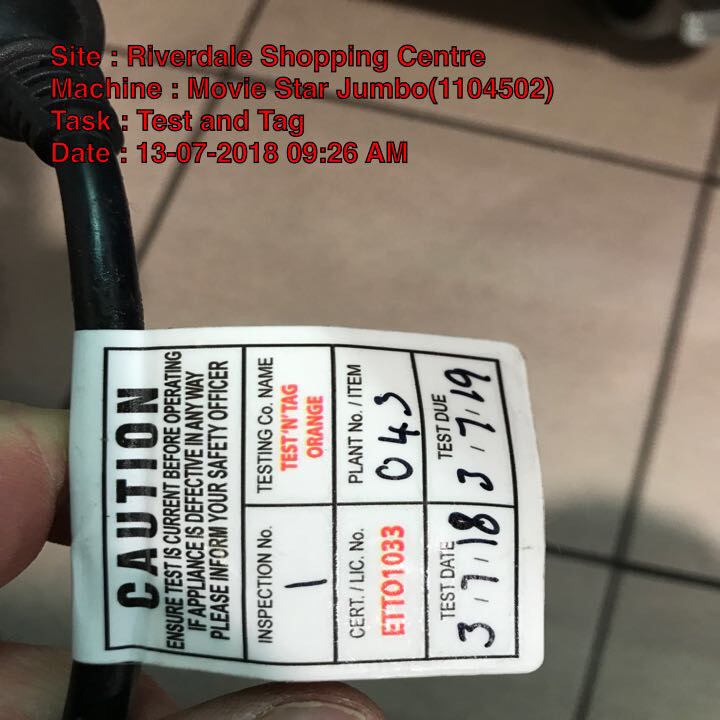 Site : Riverdale Shopping Centre
Machine : Movie Star Jumbo(1104502)
Task : Test and Tag
Date : 13-07-2018 09:26 AM
CAUTION
ENSURE TEST IS CURRENT BEFORE OPERATING
IF APPLIANCE IS DEFECTIVE IN ANY WAY
PLEASE INFORM YOUR SAFETY OFFICER
INSPECTION No.
1
TESTING Co. NAME
TEST'N'TAG
ORANGE
CERT. / LIC. No.
ETTO1033
PLANT No. / ITEM
043
TEST DATE
3/7/18
TEST DUE
3/7/19